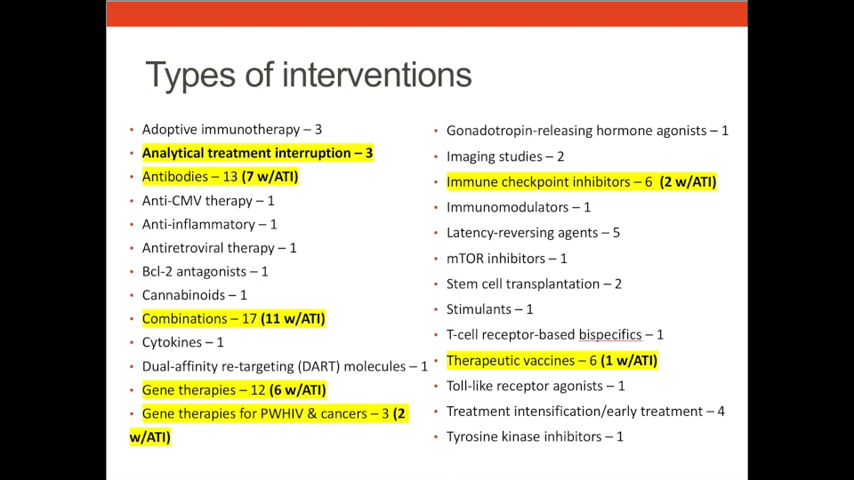 Types of interventions
• Adoptive immunotherapy – 3
• Analytical treatment interruption – 3
• Antibodies – 13 (7 w/ATI)
• Anti-CMV therapy – 1
• Anti-inflammatory – 1
• Antiretroviral therapy – 1
• Bcl-2 antagonists – 1
• Cannabinoids – 1
• Combinations – 17 (11 w/ATI)
• Cytokines – 1
• Dual-affinity re-targeting (DART) molecules – 1
• Gene therapies – 12 (6 w/ATI)
• Gene therapies for PWHIV & cancers – 3 (2
w/ATI)
• Gonadotropin-releasing hormone agonists – 1
• Imaging studies – 2
• Immune checkpoint inhibitors – 6 (2 w/ATI)
• Immunomodulators – 1
• Latency-reversing agents – 5
• mTOR inhibitors – 1
• Stem cell transplantation – 2
• Stimulants – 1
• T-cell receptor-based bispecifics – 1
• Therapeutic vaccines – 6 (1 w/ATI)
• Toll-like receptor agonists – 1
• Treatment intensification/early treatment – 4
• Tyrosine kinase inhibitors – 1